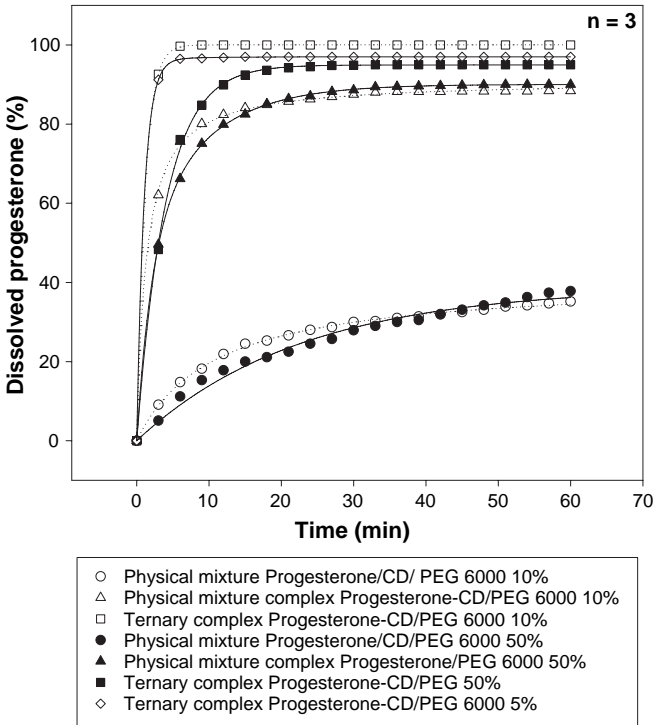 n = 3
100
80
60
40
20
0
Dissolved progesterone (%)
0 10 20 30 40 50 60 70
Time (min)
Physical mixture Progesterone/CD/ PEG 6000 10%
Physical mixture complex Progesterone-CD/PEG 6000 10%
Ternary complex Progesterone-CD/PEG 6000 10%
Physical mixture Progesterone/CD/PEG 6000 50%
Physical mixture complex Progesterone/PEG 6000 50%
Ternary complex Progesterone-CD/PEG 50%
Ternary complex Progesterone-CD/PEG 6000 5%